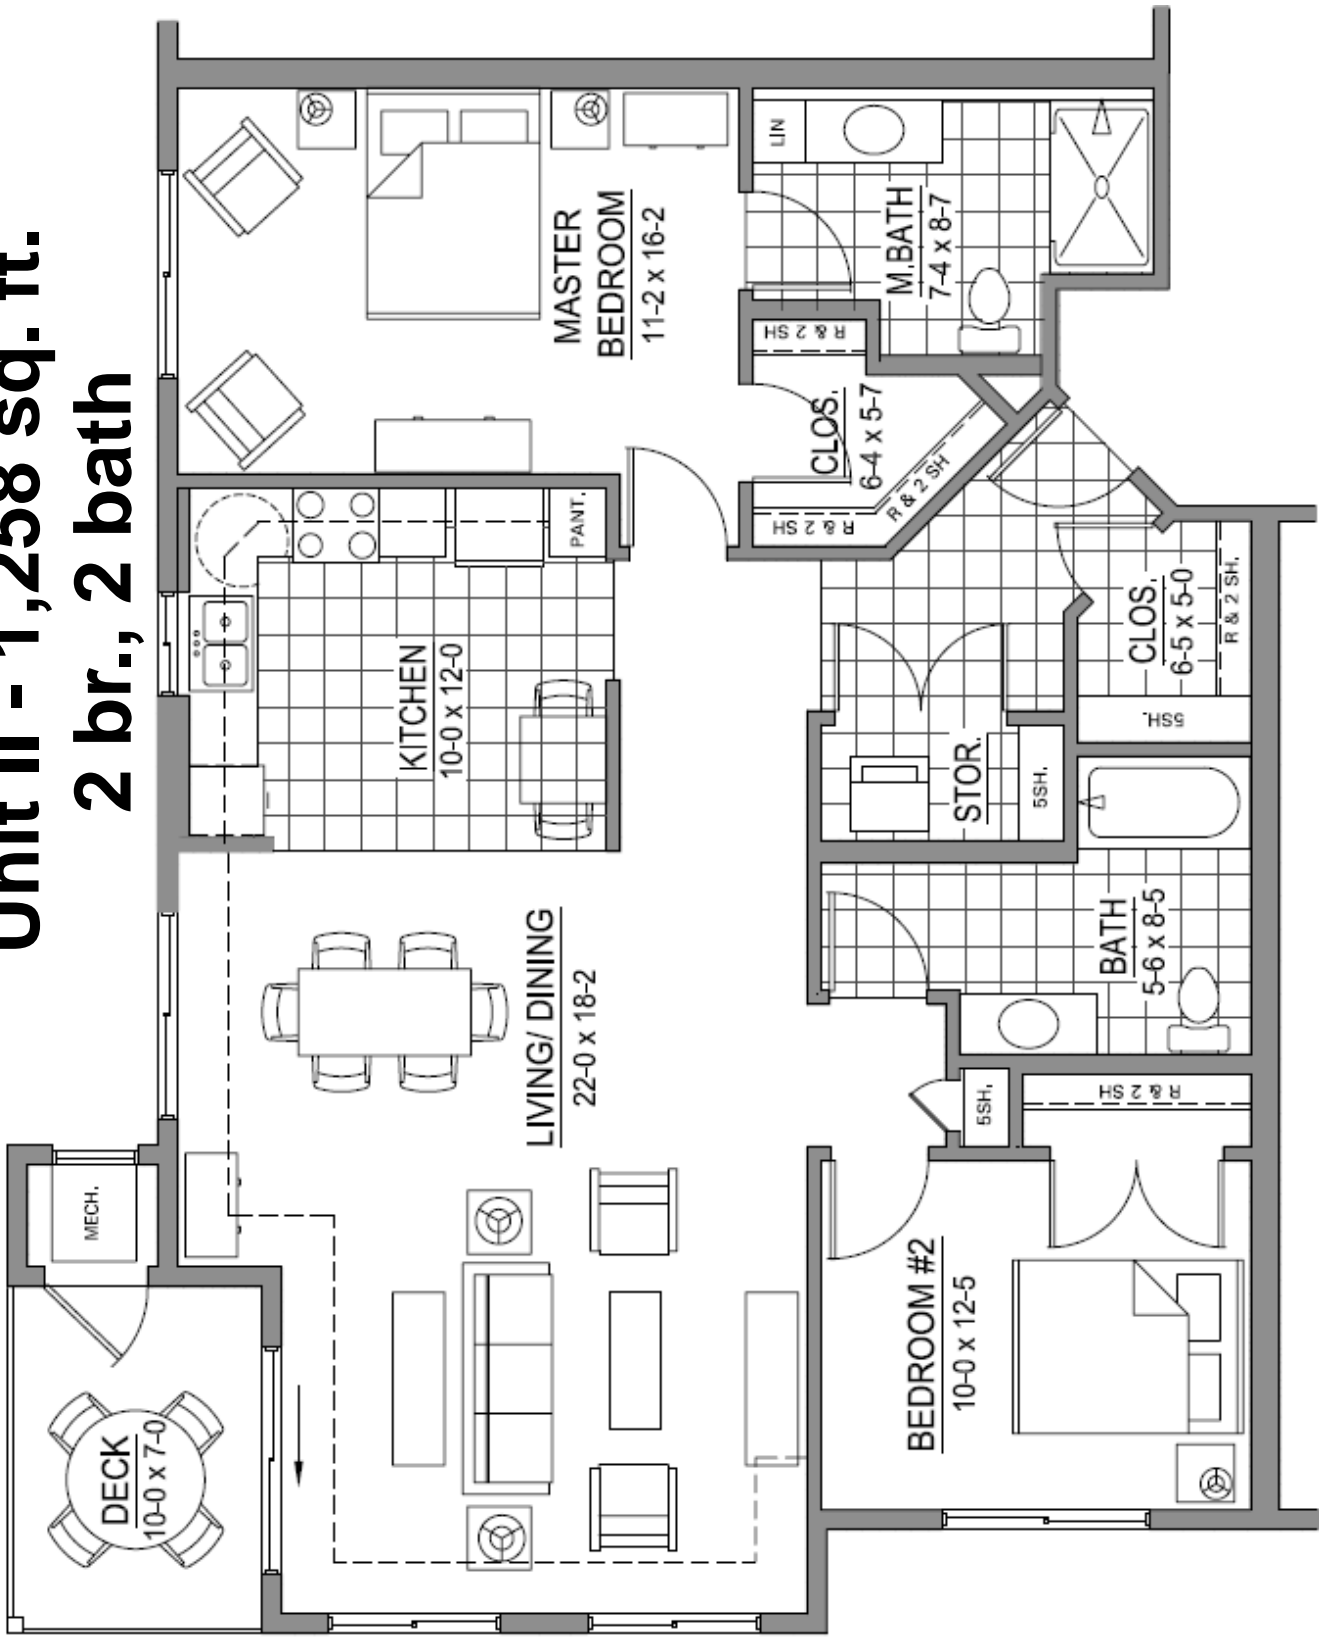 Unit II - 1,258 sq. ft.
2 br., 2 bath
DECK
10-0 x 7-0
MECH.
LIVING/ DINING
22-0 x 18-2
KITCHEN
10-0 x 12-0
PANT.
MASTER
BEDROOM
11-2 x 16-2
LIN
M.BATH
7-4 x 8-7
R & 2 SH
CLOS.
6-4 x 5-7
R & 2 SH
R & 2 SH
CLOS.
6-5 x 5-0
R & 2 SH.
5SH.
STOR.
5SH.
BATH
5-6 x 8-5
5SH.
R & 2 SH
BEDROOM #2
10-0 x 12-5